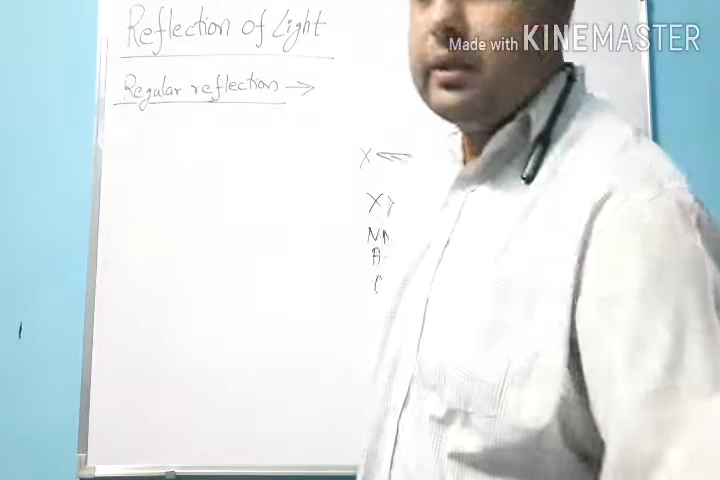 Reflection of Light
Made with KINEMASTER
Regular reflection →
X
X
N
A